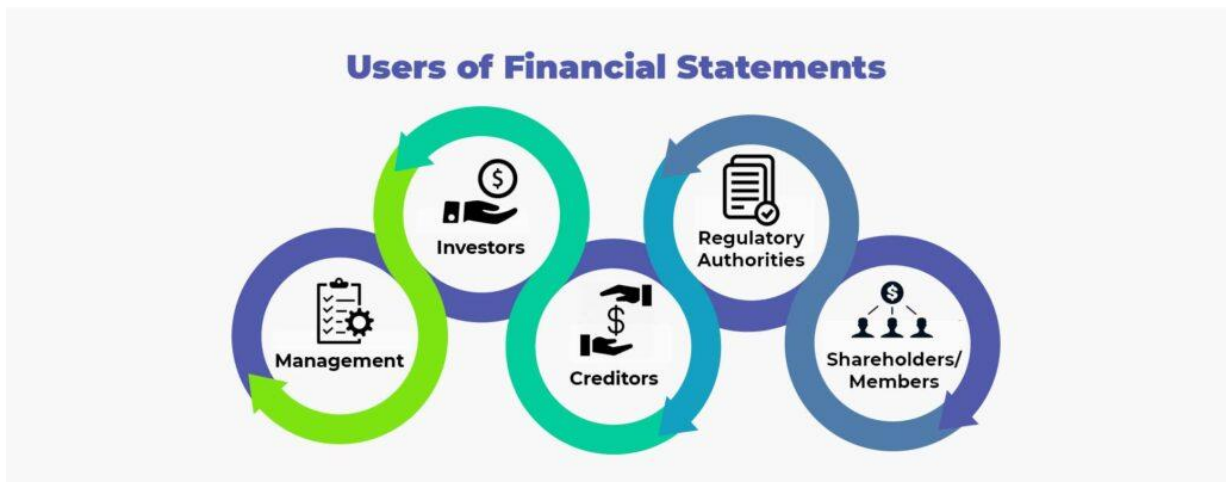 Users of Financial Statements
Management
Investors
$
Creditors
$
Regulatory
Authorities
$
Shareholders/
Members
$